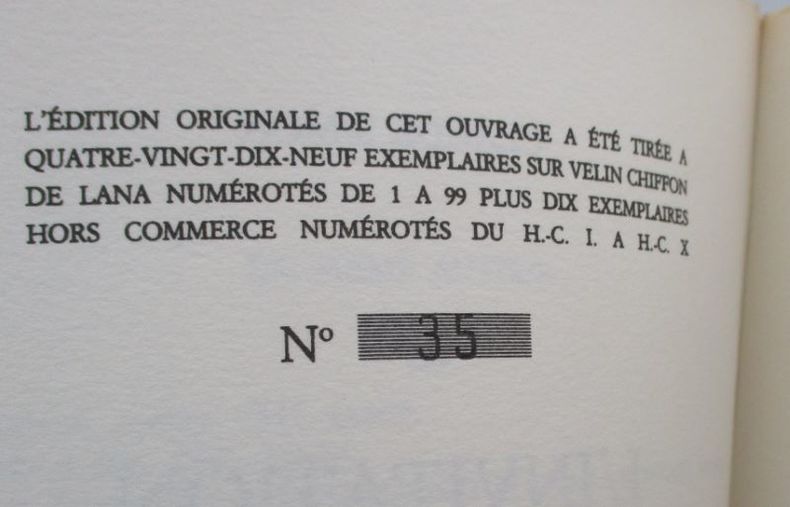 L'ÉDITION ORIGINALE DE CET OUVRAGE A ÉTÉ TIRÉE A
QUATRE-VINGT-DIX-NEUF EXEMPLAIRES SUR VELIN CHIFFON
DE LANA NUMÉROTÉS DE 1 A 99 PLUS DIX EXEMPLAIRES
HORS COMMERCE NUMÉROTÉS DU H.-C. I. A H.-C. X
Nº 35